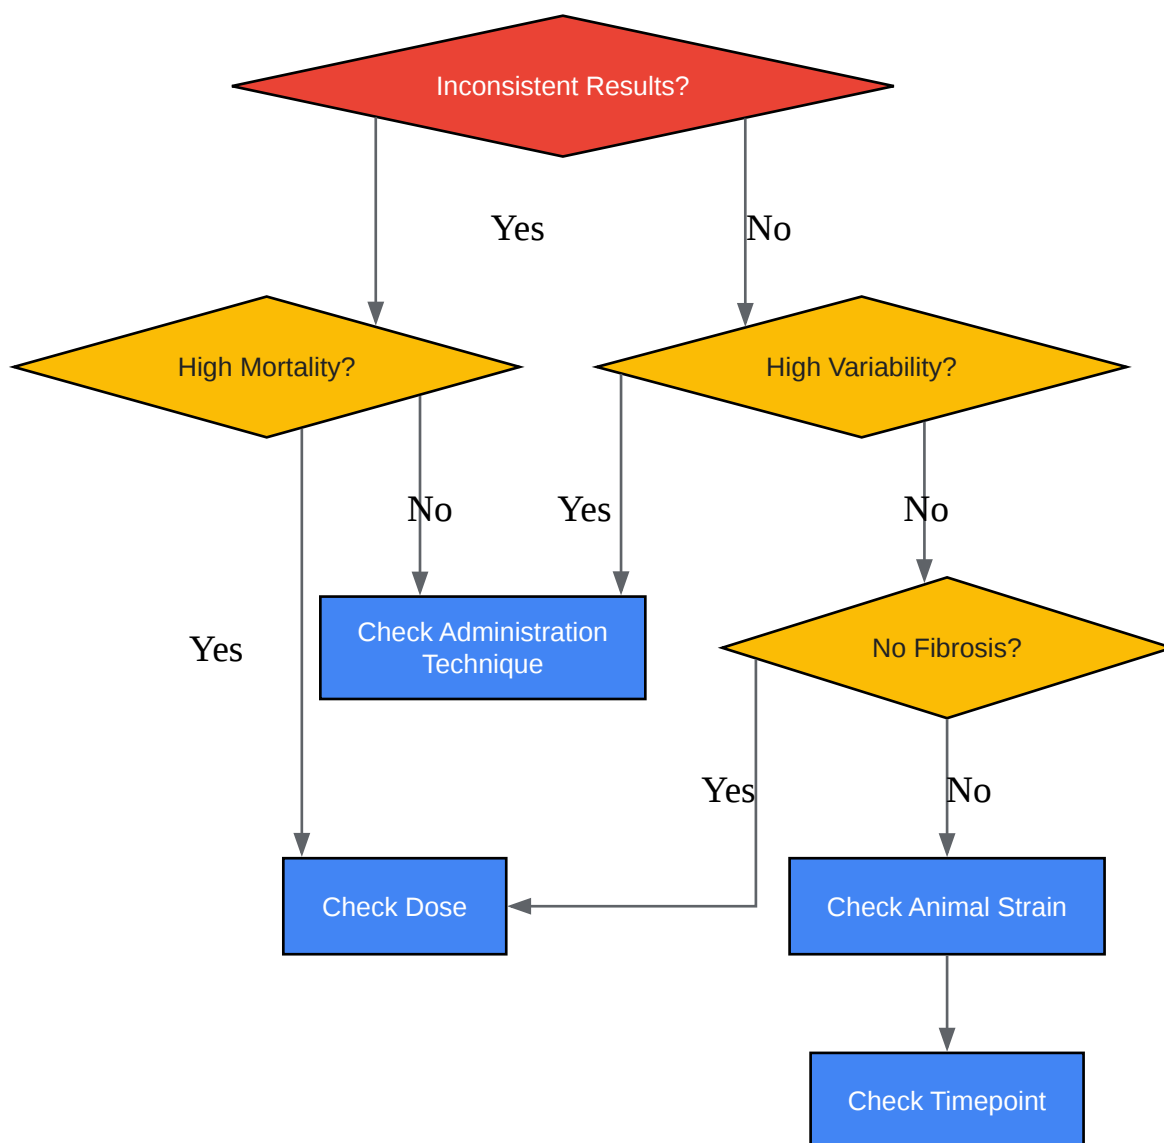 Inconsistent Results?
Yes
No
High Mortality?
High Variability?
No
Yes
No
Check Administration
Technique
Yes
No Fibrosis?
Yes
No
Check Dose
Check Animal Strain
Check Timepoint